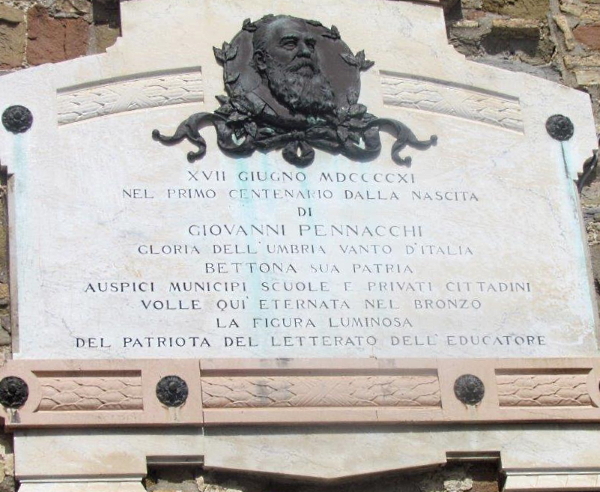 XVII GIUGNO MDCCCCXI
NEL PRIMO CENTENARIO DALLA NASCITA
DI
GIOVANNI PENNACCHI
GLORIA DELL'UMBRIA VANTO D'ITALIA
BETTONA SUA PATRIA
AUSPICI MUNICIPI SCUOLE E PRIVATI CITTADINI
VOLLE QUI ETERNATA NEL BRONZO
LA FIGURA LUMINOSA
DEL PATRIOTA DEL LETTERATO DELL'EDUCATORE